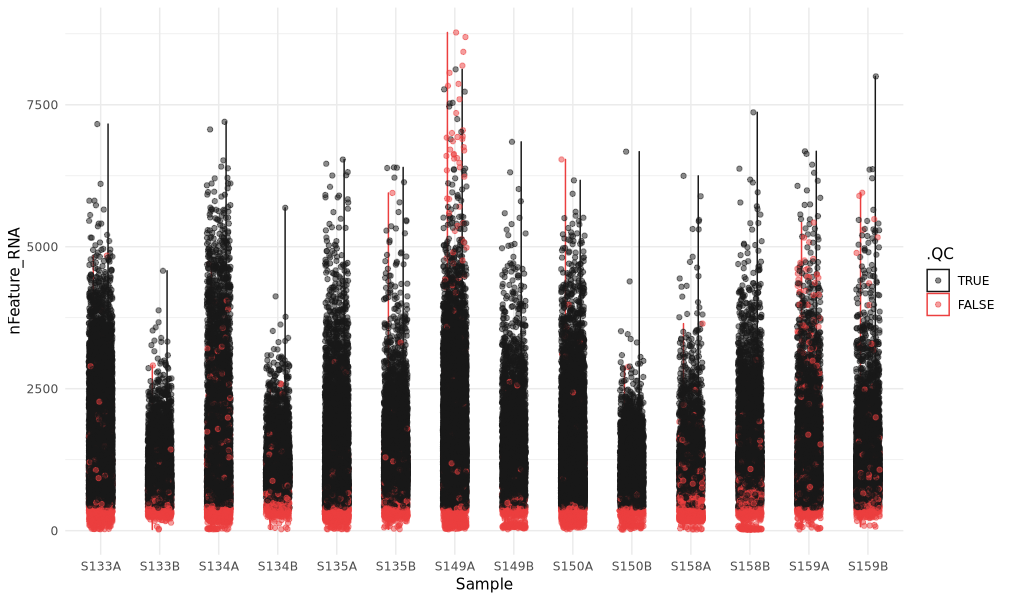 7500
5000
2500
0
nFeature_RNA
S133A S133B S134A S134B S135A S135B S149A S149B S150A S150B S158A S158B S159A S159B
Sample
.QC
TRUE
FALSE